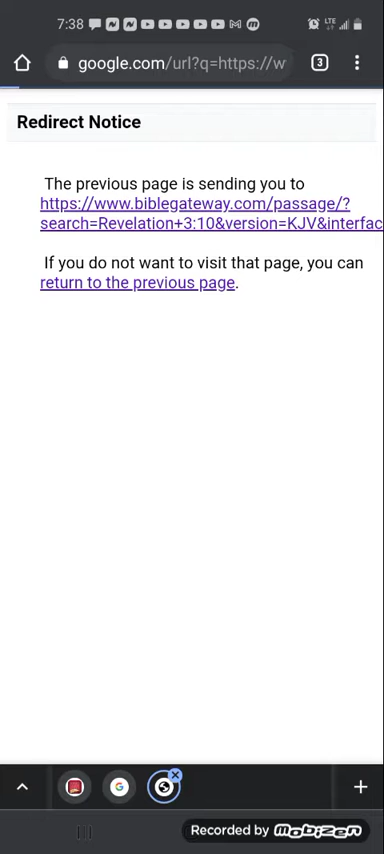 7:38
LTE
google.com/url?q=https://w
3
Redirect Notice
The previous page is sending you to
https://www.biblegateway.com/passage/?
search=Revelation+3:10&version=KJV&interfac
If you do not want to visit that page, you can
return to the previous page.
Recorded by mobizen